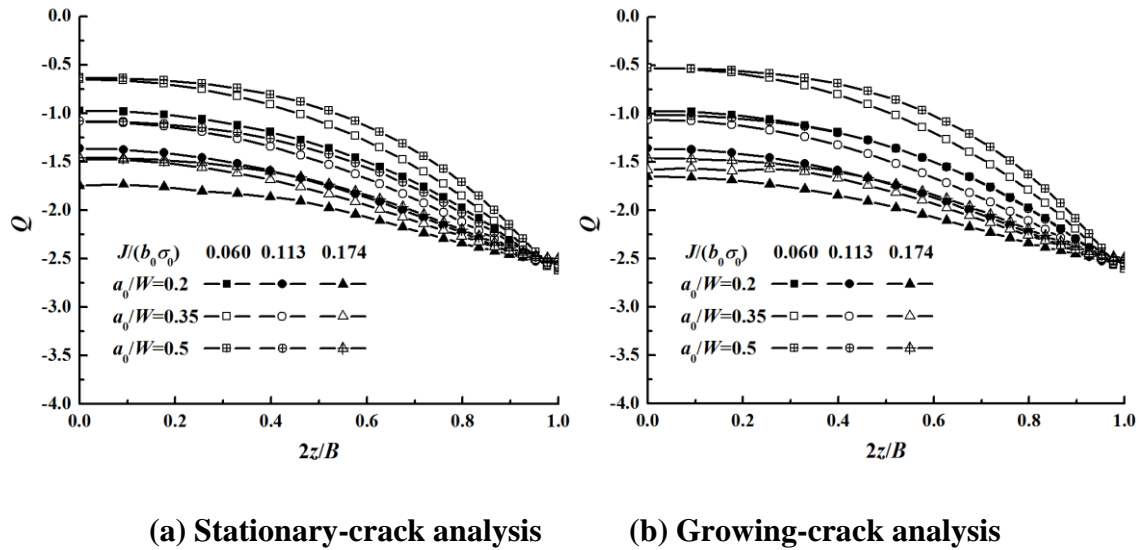 0.0
-0.5
-1.0
-1.5
-2.0
-2.5
-3.0
-3.5
-4.0
Q
J/(b₀σ₀) 0.060 0.113 0.174
a₀/W=0.2
a₀/W=0.35
a₀/W=0.5
0.0 0.2 0.4 0.6 0.8 1.0
2z/B
0.0
-0.5
-1.0
-1.5
-2.0
-2.5
-3.0
-3.5
-4.0
Q
J/(b₀σ₀) 0.060 0.113 0.174
a₀/W=0.2
a₀/W=0.35
a₀/W=0.5
0.0 0.2 0.4 0.6 0.8 1.0
2z/B
(a) Stationary-crack analysis (b) Growing-crack analysis